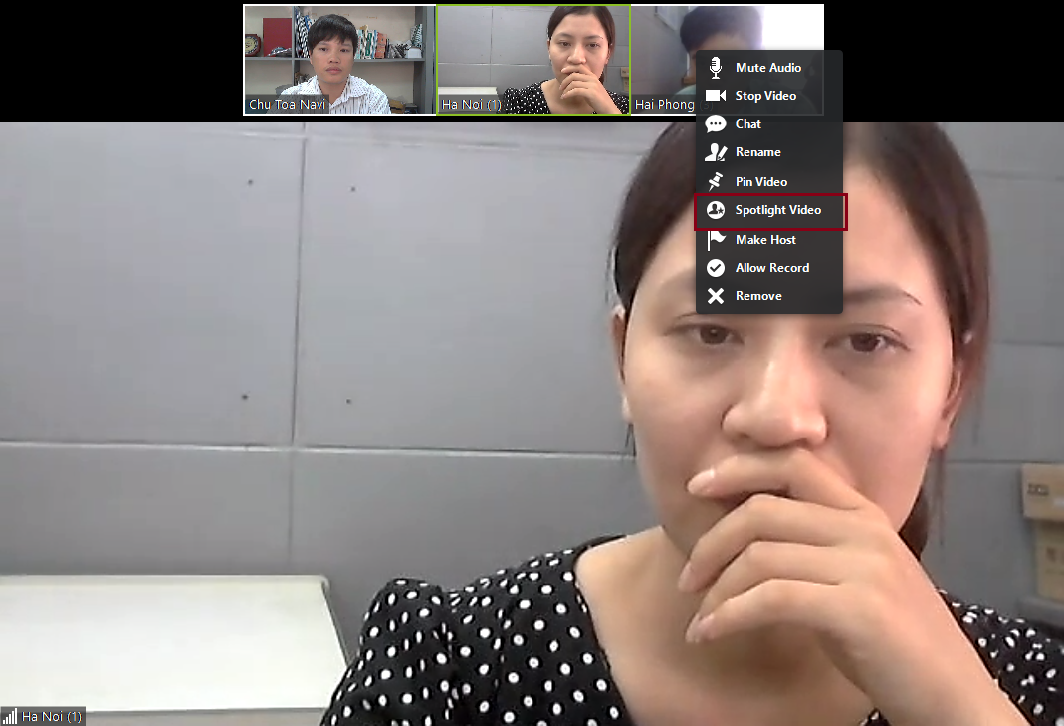 Chu Toa Navi
Ha Noi (1)
Hai Phong
Mute Audio
Stop Video
Chat
Rename
Pin Video
Spotlight Video
Make Host
Allow Record
Remove
Ha Noi (1)